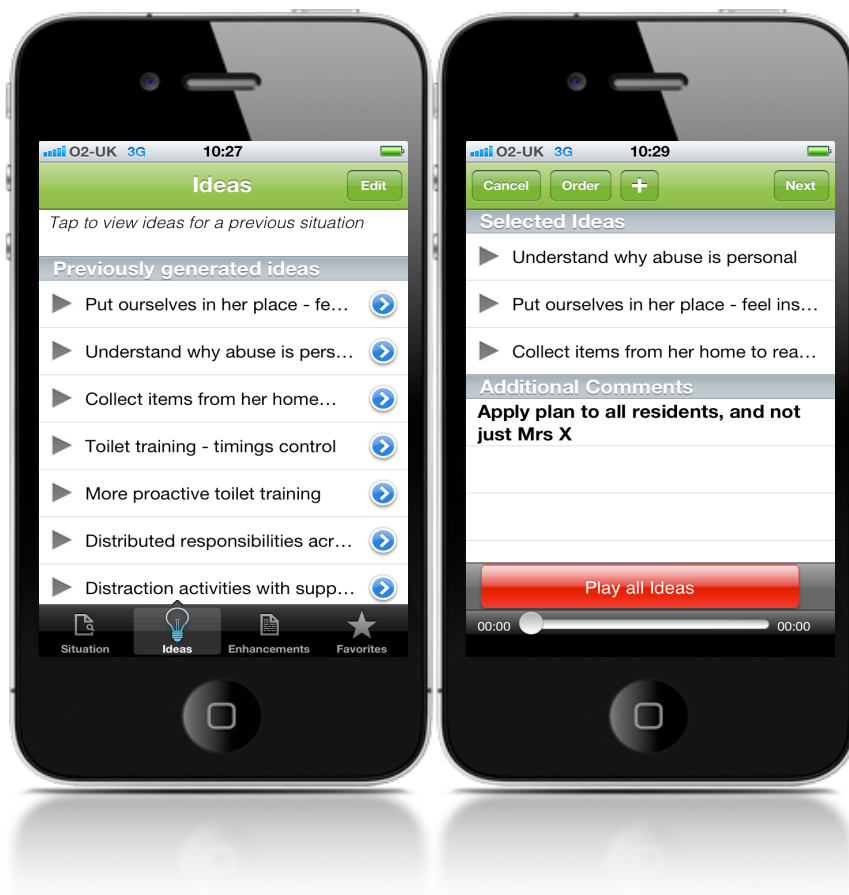 O2-UK 3G 10:27
Ideas Edit
Tap to view ideas for a previous situation
Previously generated ideas
Put ourselves in her place - fe...
Understand why abuse is pers...
Collect items from her home...
Toilet training - timings control
More proactive toilet training
Distributed responsibilities acr...
Distraction activities with supp...
Situation Ideas Enhancements Favorites
O2-UK 3G 10:29
Cancel Order + Next
Selected Ideas
Understand why abuse is personal
Put ourselves in her place - feel ins...
Collect items from her home to rea...
Additional Comments
Apply plan to all residents, and not
just Mrs X
Play all Ideas
00:00 00:00